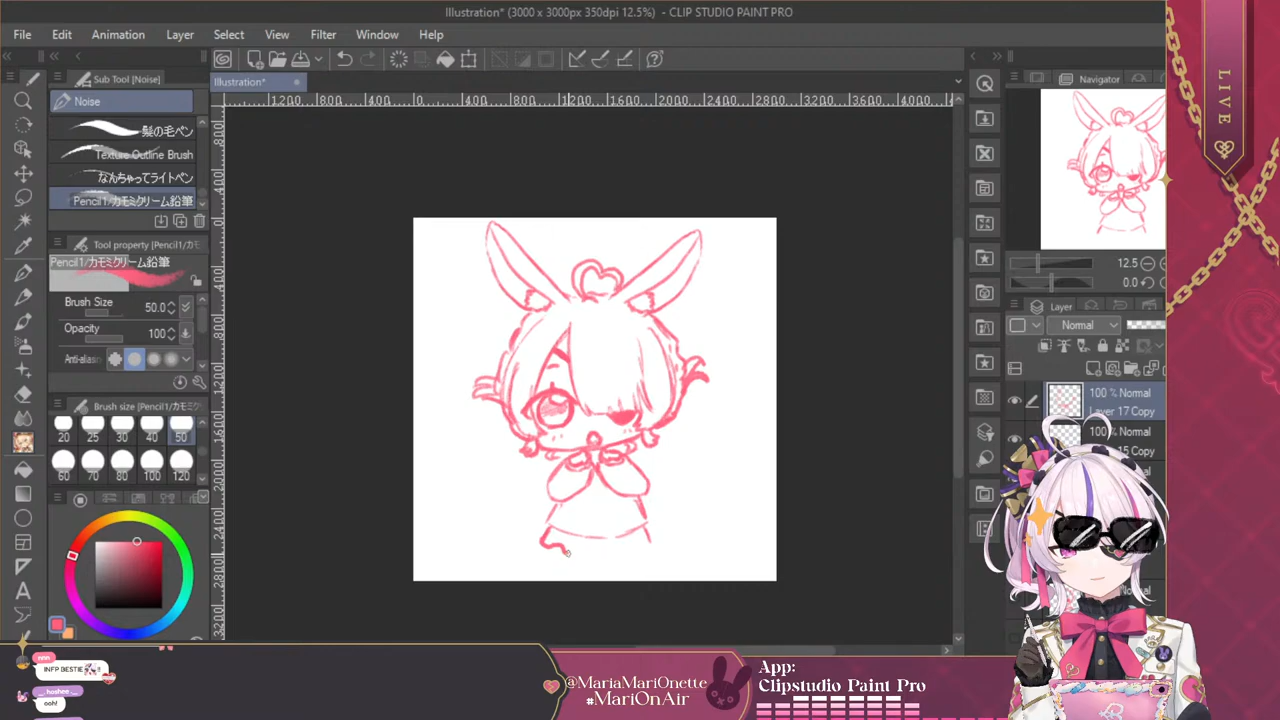 Illustration* (3000 x 3000px 350dpi 12.5%) - CLIP STUDIO PAINT PRO
File Edit Animation Layer Select View Filter Window Help
Sub Tool [Noise]
Noise
髪の毛ペン
Texture Outline Brush
なんちゃってライトペン
Pencil1/カモミクリーム鉛筆
Tool property [Pencil1/カモ
Pencil1/カモミクリーム鉛筆
Brush Size 50.0
Opacity 100
Anti-alias
Brush size [Pencil1/カモミクリ
20 25 30 40 50
60 70 80 100 120
Illustration*
Navigator
12.5
0.0
Layer
Normal
100 % Normal
Layer 17 Copy
100 % Normal
15 Copy
LIVE
INFP BESTIE
ooh!
@MariaMariOnette
#MariOnAir
App:
Clipstudio Paint Pro